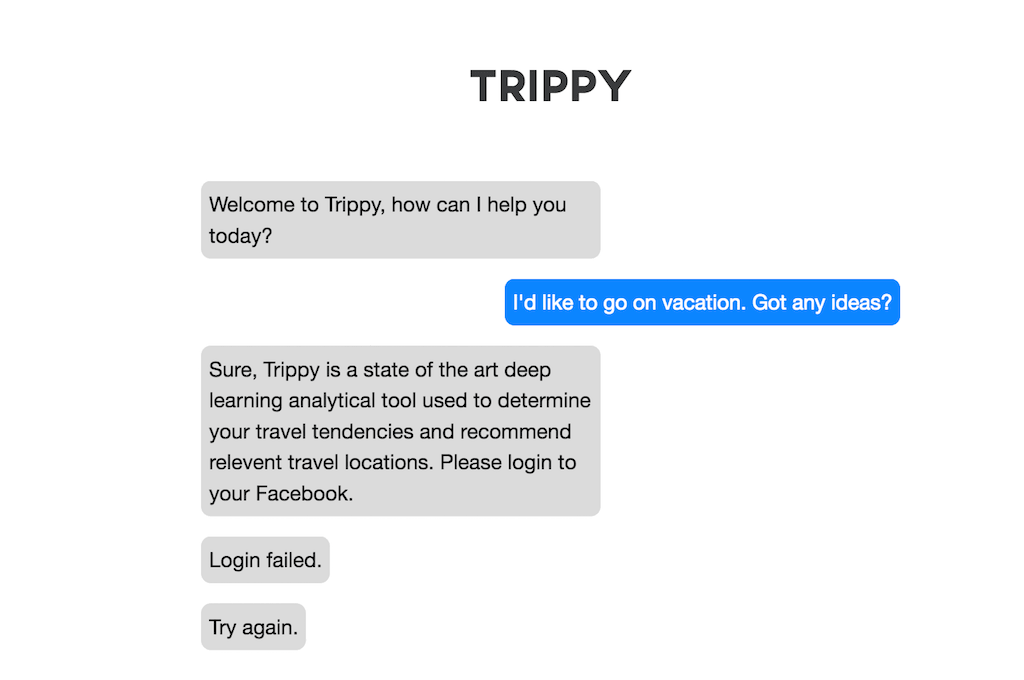 TRIPPY
Welcome to Trippy, how can I help you
today?
I'd like to go on vacation. Got any ideas?
Sure, Trippy is a state of the art deep
learning analytical tool used to determine
your travel tendencies and recommend
relevent travel locations. Please login to
your Facebook.
Login failed.
Try again.